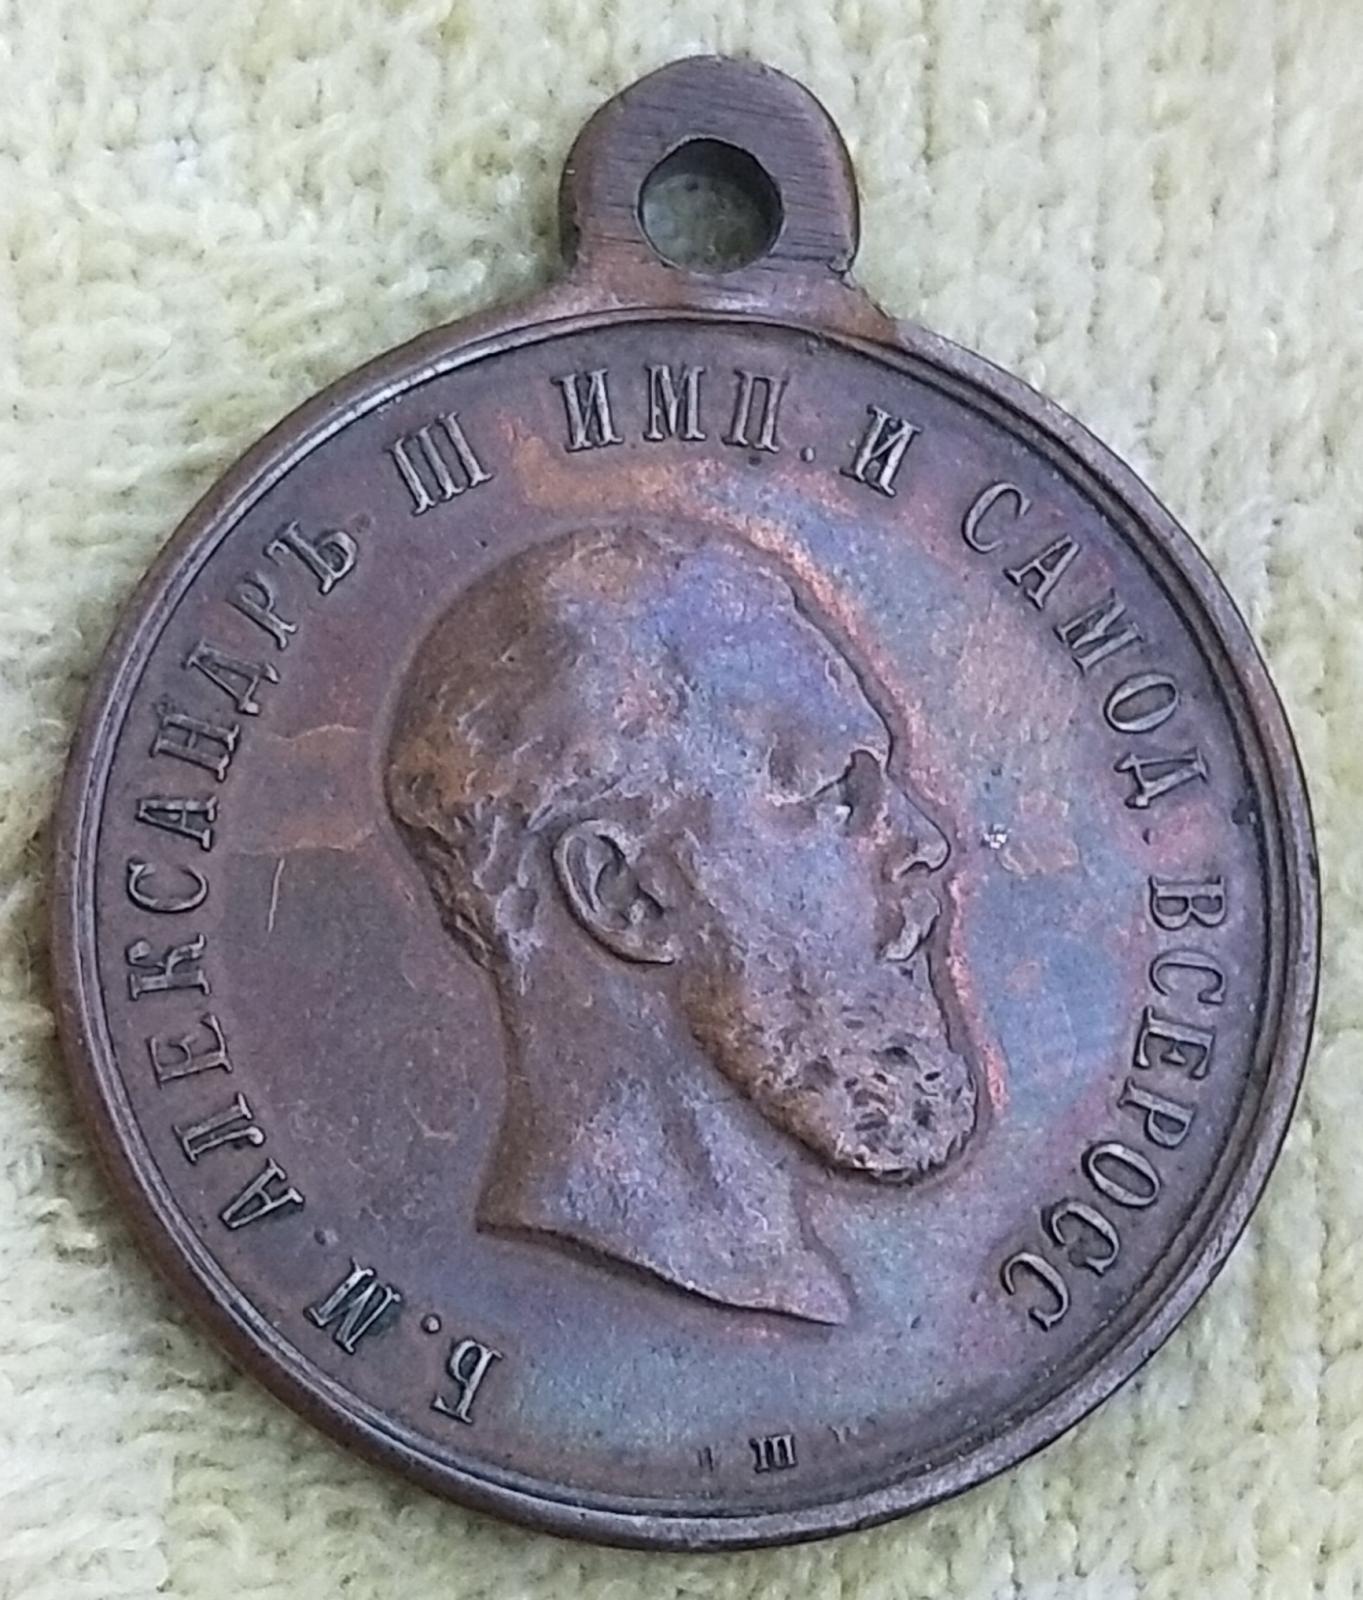 Б. М. АЛЕКСАНДРЪ III ИМП. И САМОД. ВСЕРОСС